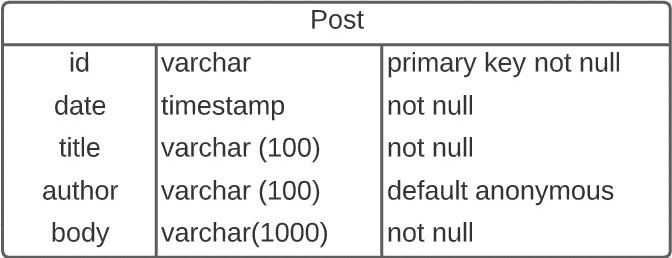 Post
id varchar primary key not null
date timestamp not null
title varchar (100) not null
author varchar (100) default anonymous
body varchar(1000) not null